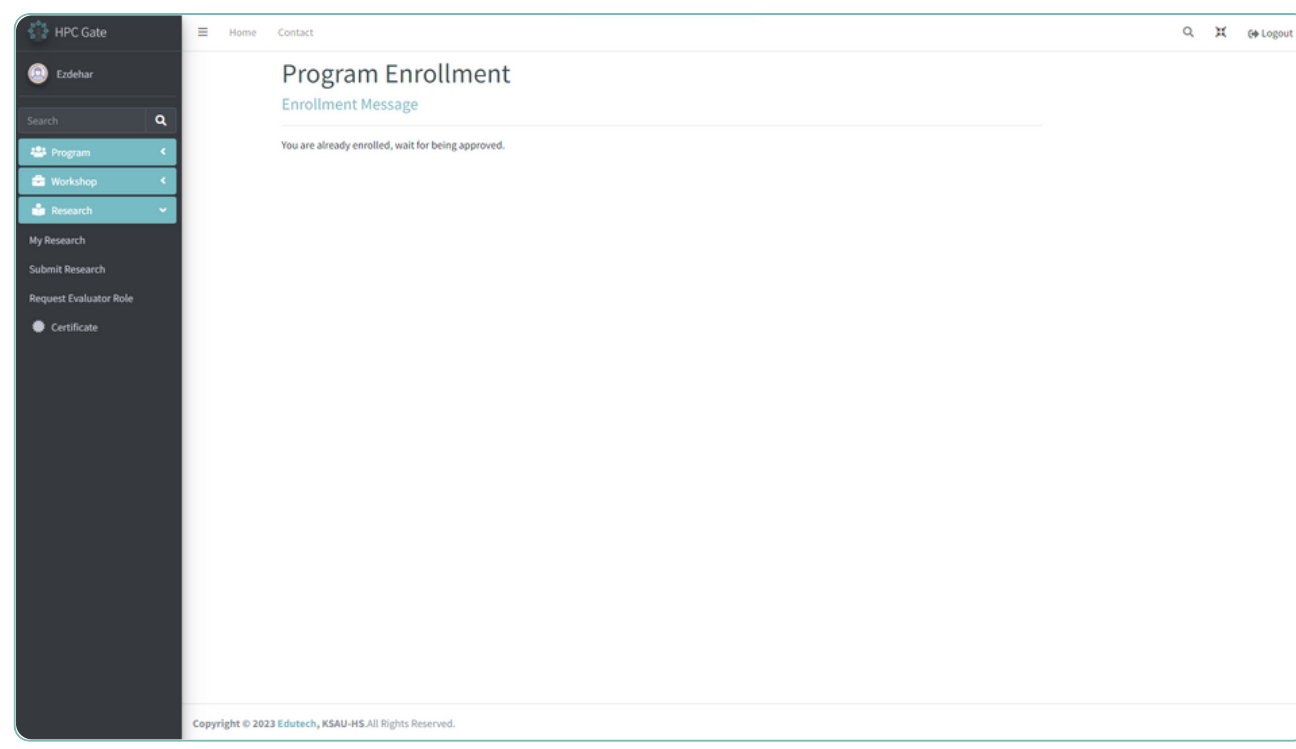 HPC Gate
Home Contact
Logout
Ezdehar
Search
Program
Workshop
Research
My Research
Submit Research
Request Evaluator Role
Certificate
Program Enrollment
Enrollment Message
You are already enrolled, wait for being approved.
Copyright © 2023 Edutech, KSAU-HS.All Rights Reserved.